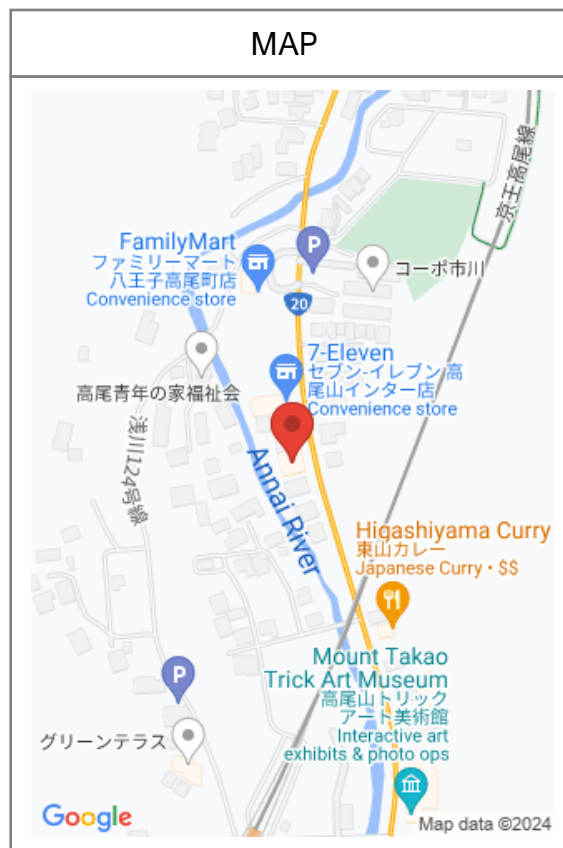 MAP
京王高尾線
FamilyMart
ファミリーマート
八王子高尾町店
Convenience store
P
コーポ市川
20
7-Eleven
セブン-イレブン 高
尾山インター店
Convenience store
高尾青年の家福祉会
浅川124号線
Annai River
Higashiyama Curry
東山カレー
Japanese Curry • $$
Mount Takao
Trick Art Museum
高尾山トリック
アート美術館
Interactive art
exhibits & photo ops
P
グリーンテラス
Google
Map data ©2024